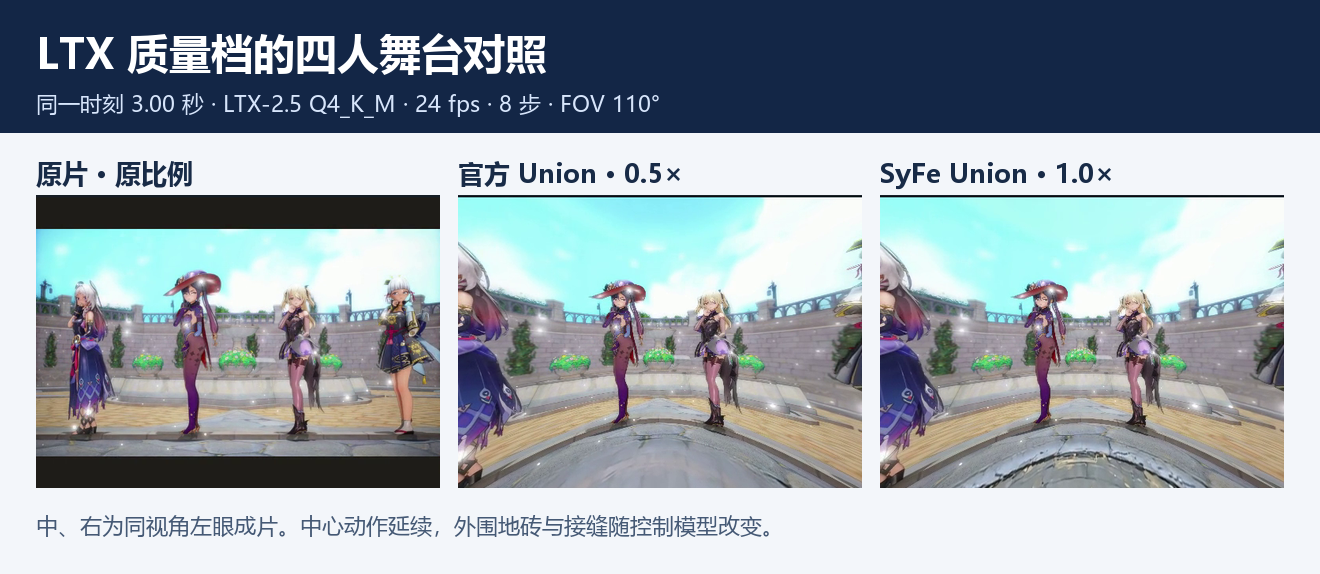 LTX 质量档的四人舞台对照
同一时刻 3.00 秒 · LTX-2.5 Q4_K_M · 24 fps · 8 步 · FOV 110°
原片 • 原比例
官方 Union • 0.5×
SyFe Union • 1.0×
中、右为同视角左眼成片。中心动作延续，外围地砖与接缝随控制模型改变。